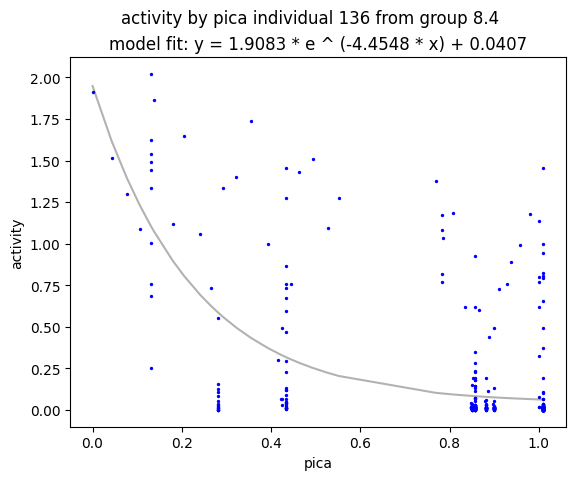 activity by pica individual 136 from group 8.4
model fit: y = 1.9083 * e ^ (-4.4548 * x) + 0.0407
2.00
1.75
1.50
1.25
1.00
0.75
0.50
0.25
0.00
activity
0.0 0.2 0.4 0.6 0.8 1.0
pica